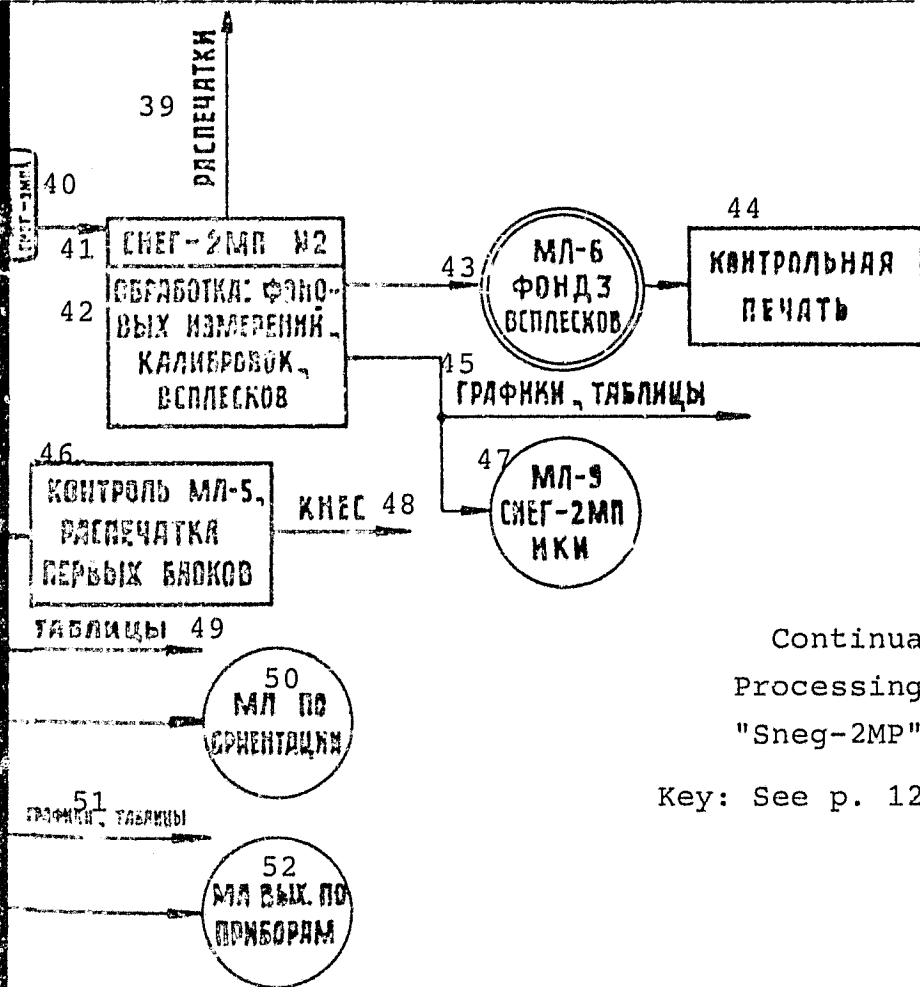 39
РАСПЕЧАТКИ
40
41
СНЕГ-2МП №2
42
ОБРАБОТКА: ФОНО-
ВЫХ ИЗМЕРЕНИЙ,
КАЛИБРОВОК,
ВСПЛЕСКОВ
43
МЛ-6
ФОНД 3
ВСПЛЕСКОВ
44
КОНТРОЛЬНАЯ
ПЕЧАТЬ
45
ГРАФИКИ, ТАБЛИЦЫ
46
КОНТРОЛЬ МЛ-5,
РАСПЕЧАТКА
ПЕРВЫХ БЛОКОВ
КНЕС 48
47
МЛ-9
СНЕГ-2МП
ИКИ
ТАБЛИЦЫ 49
50
МЛ ПО
ОРИЕНТАЦИИ
Continua
Processing
"Sneg-2MP"
Key: See p. 12
51
ГРАФИКИ, ТАБЛИЦЫ
52
МЛ ВЫХ. ПО
ПРИБОРАМ